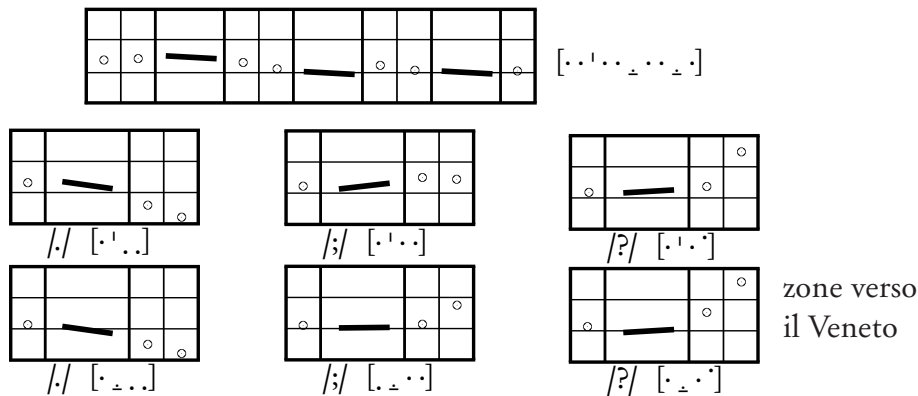 [· · ˈ · · ˌ̣ · · ˌ̣ ·]
/./ [· ˈ . .]
/;/ [· ˈ · ·]
/?/ [· ˈ · ˙]
zone verso
il Veneto
/./ [· ˌ̣ . .]
/;/ [. ˌ̣ · ·]
/?/ [· ˌ̣ · ˙]